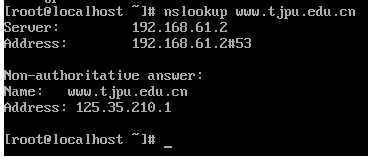 [root@localhost ~]# nslookup www.tjpu.edu.cn
Server:         192.168.61.2
Address:        192.168.61.2#53

Non-authoritative answer:
Name:   www.tjpu.edu.cn
Address: 125.35.210.1

[root@localhost ~]# _